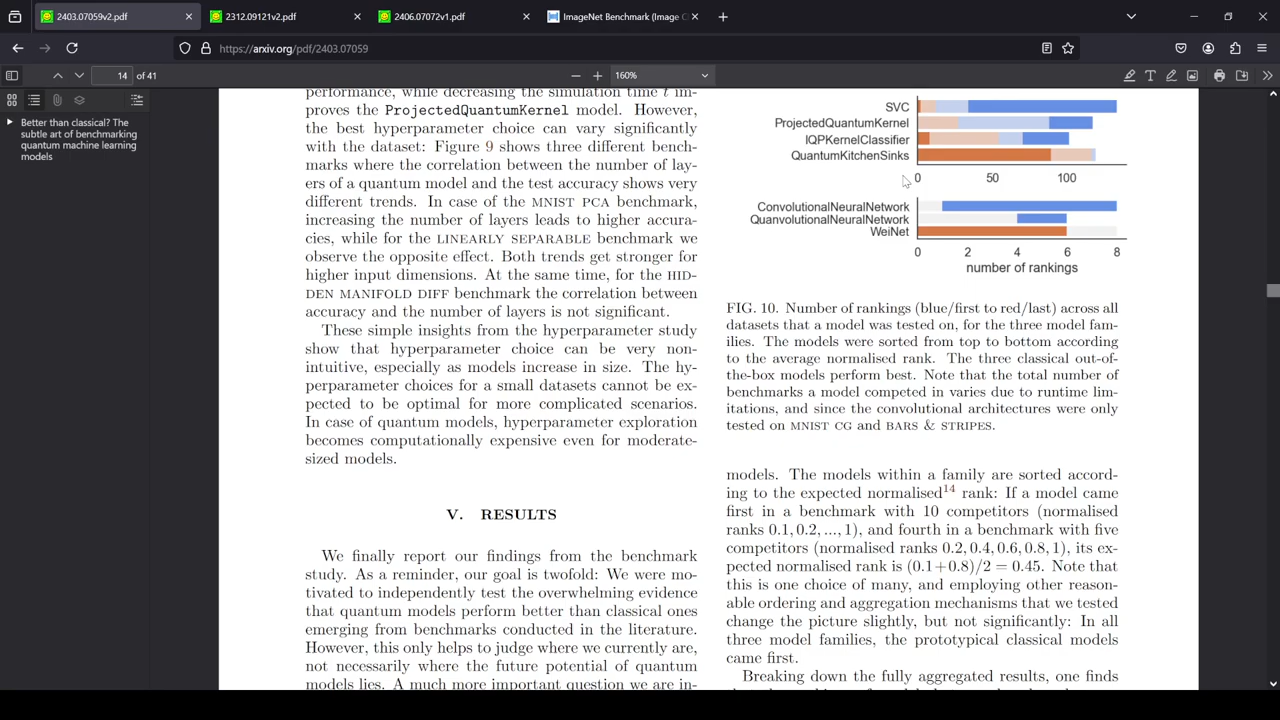 2403.07059v2.pdf
2312.09121v2.pdf
2406.07072v1.pdf
ImageNet Benchmark (Image C
https://arxiv.org/pdf/2403.07059
14 of 41
160%
Better than classical? The
subtle art of benchmarking
quantum machine learning
models
performance, while decreasing the simulation time t im-
proves the ProjectedQuantumKernel model. However,
the best hyperparameter choice can vary significantly
with the dataset: Figure 9 shows three different bench-
marks where the correlation between the number of lay-
ers of a quantum model and the test accuracy shows very
different trends. In case of the MNIST PCA benchmark,
increasing the number of layers leads to higher accura-
cies, while for the LINEARLY SEPARABLE benchmark we
observe the opposite effect. Both trends get stronger for
higher input dimensions. At the same time, for the HID-
DEN MANIFOLD DIFF benchmark the correlation between
accuracy and the number of layers is not significant.
These simple insights from the hyperparameter study
show that hyperparameter choice can be very non-
intuitive, especially as models increase in size. The hy-
perparameter choices for a small datasets cannot be ex-
pected to be optimal for more complicated scenarios.
In case of quantum models, hyperparameter exploration
becomes computationally expensive even for moderate-
sized models.
V. RESULTS
We finally report our findings from the benchmark
study. As a reminder, our goal is twofold: We were mo-
tivated to independently test the overwhelming evidence
that quantum models perform better than classical ones
emerging from benchmarks conducted in the literature.
However, this only helps to judge where we currently are,
not necessarily where the future potential of quantum
models lies. A much more important question we are in-
SVC
ProjectedQuantumKernel
IQPKernelClassifier
QuantumKitchenSinks
0 50 100
ConvolutionalNeuralNetwork
QuanvolutionalNeuralNetwork
WeiNet
0 2 4 6 8
number of rankings
FIG. 10. Number of rankings (blue/first to red/last) across all
datasets that a model was tested on, for the three model fam-
ilies. The models were sorted from top to bottom according
to the average normalised rank. The three classical out-of-
the-box models perform best. Note that the total number of
benchmarks a model competed in varies due to runtime lim-
itations, and since the convolutional architectures were only
tested on MNIST CG and BARS & STRIPES.
models. The models within a family are sorted accord-
ing to the expected normalised14 rank: If a model came
first in a benchmark with 10 competitors (normalised
ranks 0.1, 0.2, ..., 1), and fourth in a benchmark with five
competitors (normalised ranks 0.2, 0.4, 0.6, 0.8, 1), its ex-
pected normalised rank is (0.1+0.8)/2 = 0.45. Note that
this is one choice of many, and employing other reason-
able ordering and aggregation mechanisms that we tested
change the picture slightly, but not significantly: In all
three model families, the prototypical classical models
came first.
Breaking down the fully aggregated results, one finds